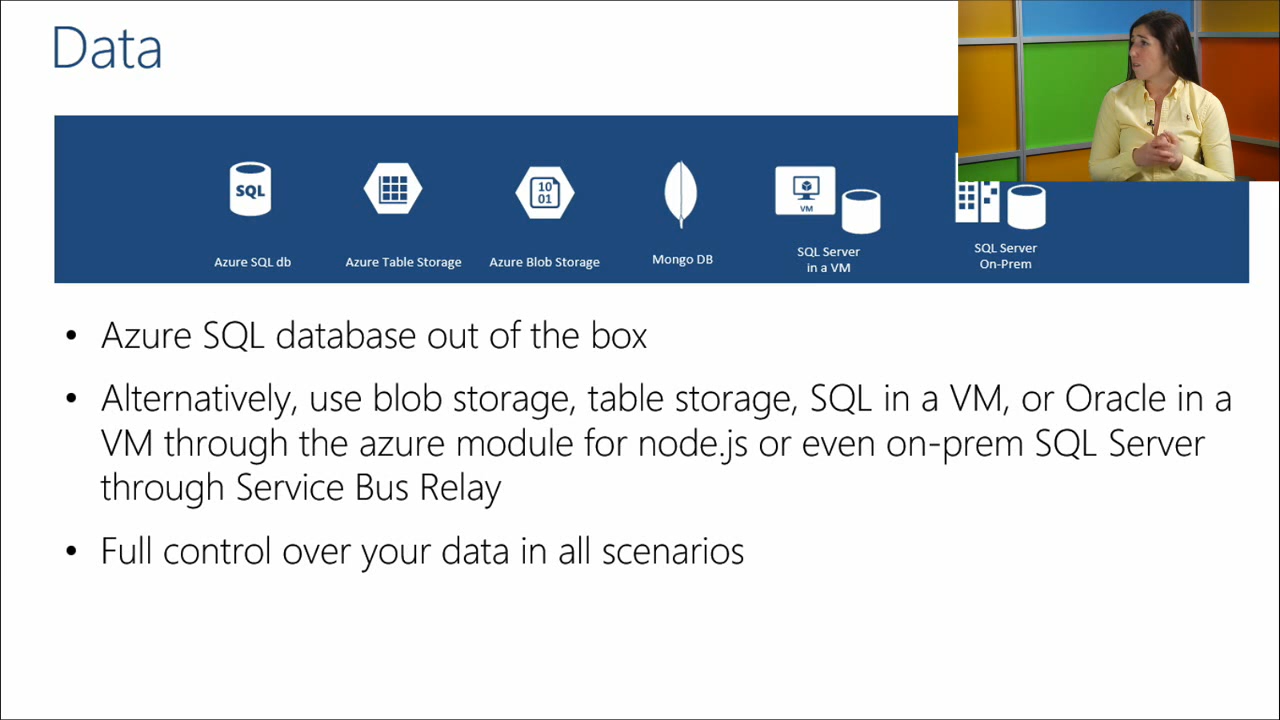 Data
SQL
10
01
VM
Azure SQL db
Azure Table Storage
Azure Blob Storage
Mongo DB
SQL Server
in a VM
SQL Server
On-Prem
• Azure SQL database out of the box
• Alternatively, use blob storage, table storage, SQL in a VM, or Oracle in a
VM through the azure module for node.js or even on-prem SQL Server
through Service Bus Relay
• Full control over your data in all scenarios